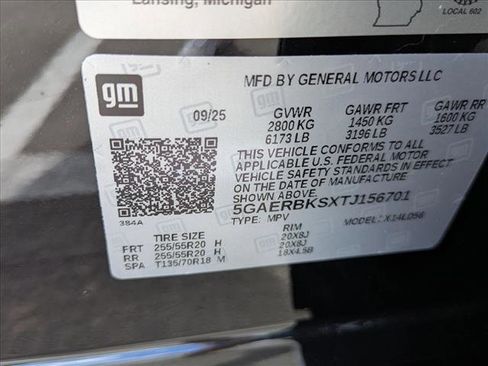 Lansing, Michigan
LOCAL 602
gm
MFD BY GENERAL MOTORS LLC
09/25 GVWR GAWR FRT GAWR RR
2800 KG 1450 KG 1600 KG
6173 LB 3196 LB 3527 LB
THIS VEHICLE CONFORMS TO ALL
APPLICABLE U.S. FEDERAL MOTOR
VEHICLE SAFETY AND
STANDARDS IN EFFECT ON THE DATE OF
MANUFACTURE SHOWN ABOVE.
5GAERBKSXTJ156701
384A
TYPE: MPV MODEL: 4LD56
TIRE SIZE RIM
FRT 255/55R20 H 20X8J
RR 255/55R20 H 20X8J
SPA T135/70R18 M 18X4.5B